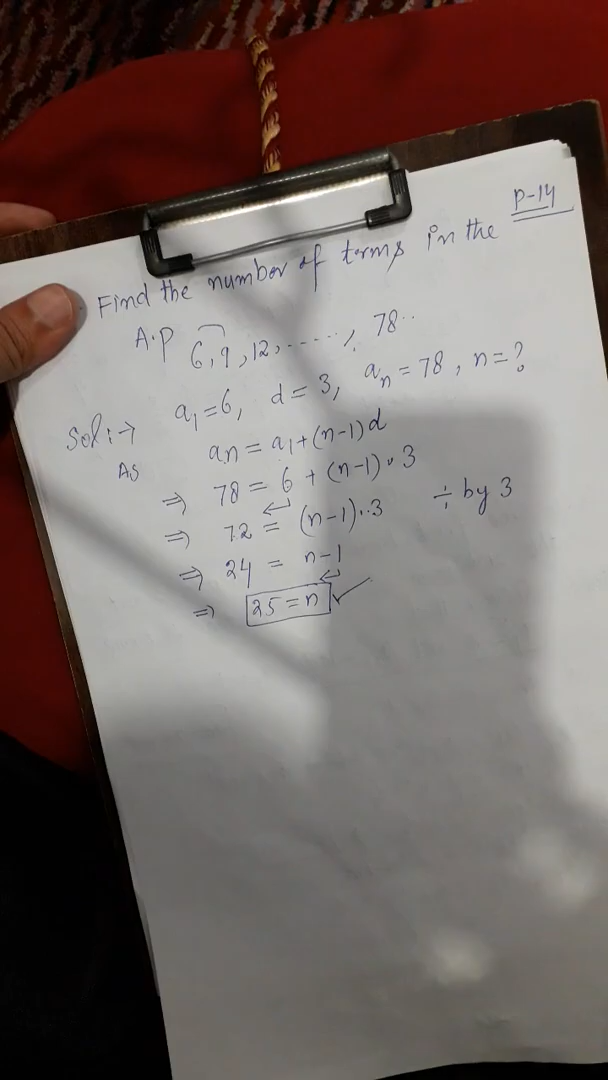 P-14
Find the number of terms in the
A.P 6,9,12,.....,78..
Sol:→ a₁=6, d=3, aₙ=78, n=?
As an = a₁+(n-1)d
⇒ 78 = 6 + (n-1)·3
⇒ 72 = (n-1)··3 ÷ by 3
⇒ 24 = n-1
⇒ 25=n ✓